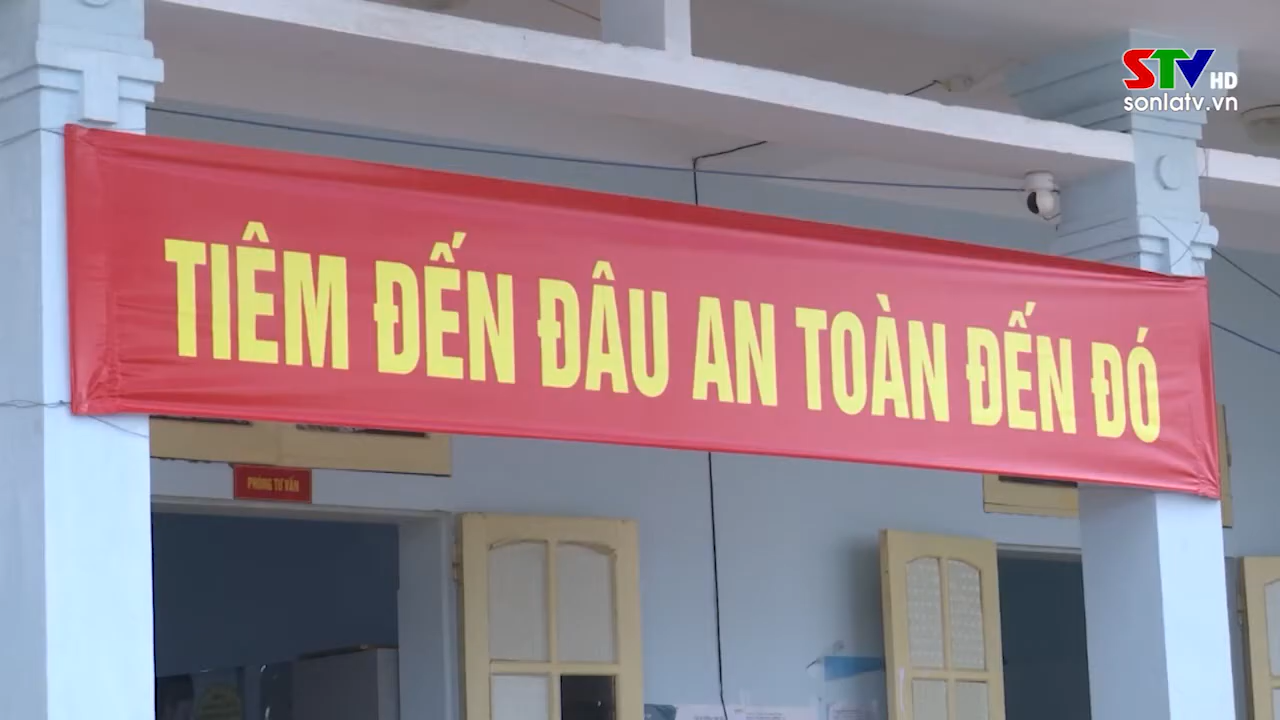 STV HD
sonlatv.vn
TIÊM ĐẾN ĐÂU AN TOÀN ĐẾN ĐÓ
PHÒNG TƯ VẤN